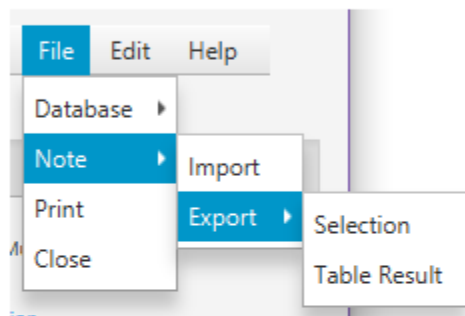 File Edit Help
Database
Note
Import
Print
Export
Selection
Close
Table Result